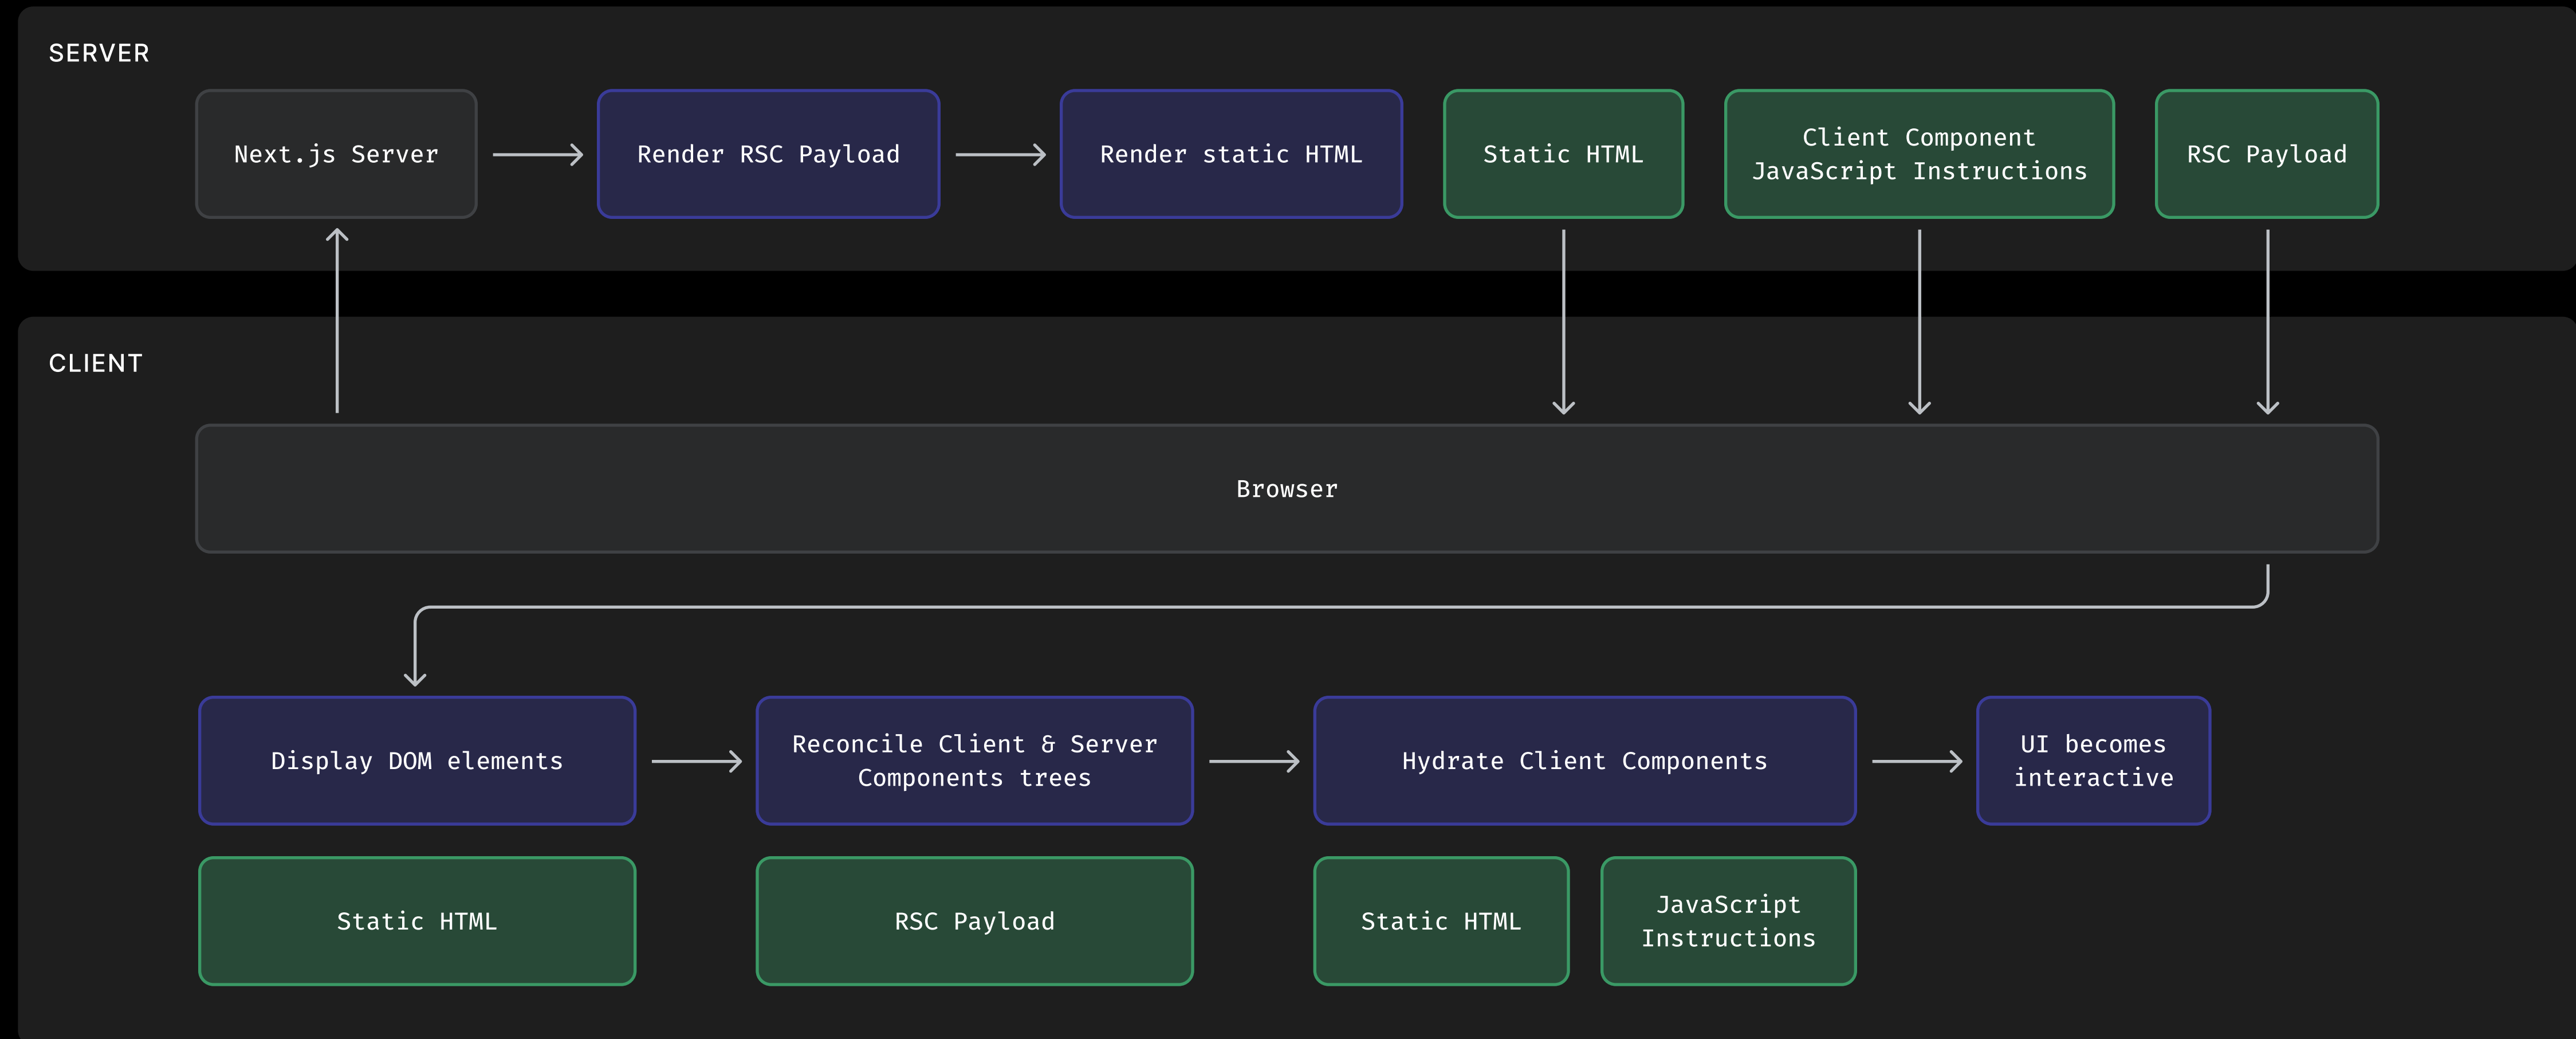 SERVER
Next.js Server
Render RSC Payload
Render static HTML
Static HTML
Client Component
JavaScript Instructions
RSC Payload
CLIENT
Browser
Display DOM elements
Reconcile Client & Server
Components trees
Hydrate Client Components
UI becomes
interactive
Static HTML
RSC Payload
Static HTML
JavaScript
Instructions